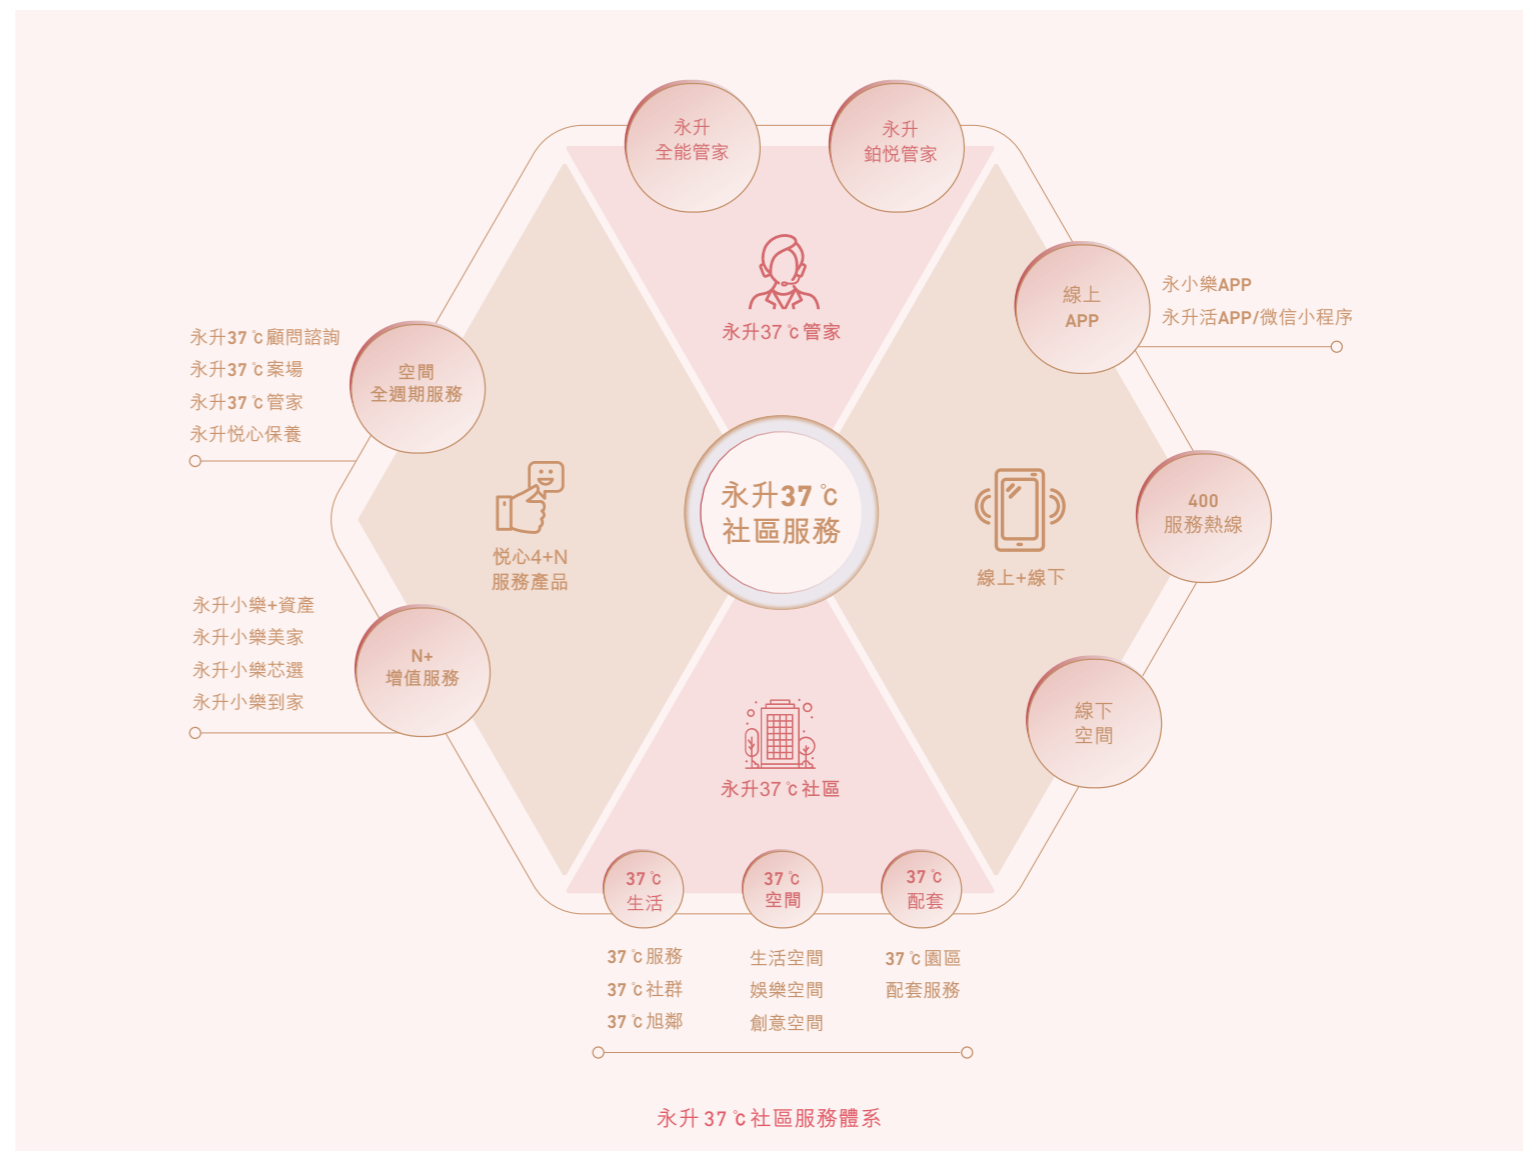 永升
全能管家
永升
鉑悦管家
永升37℃管家
線上
APP
永小樂APP
永升活APP/微信小程序
永升37℃顧問諮詢
永升37℃案場
永升37℃管家
永升悦心保養
空間
全週期服務
悦心4+N
服務產品
永升37℃
社區服務
線上+線下
400
服務熱線
永升小樂+資產
永升小樂美家
永升小樂芯選
永升小樂到家
N+
增值服務
線下
空間
永升37℃社區
37℃
生活
37℃
空間
37℃
配套
37℃服務
37℃社群
37℃旭鄰
生活空間
娛樂空間
創意空間
37℃園區
配套服務
永升37℃社區服務體系